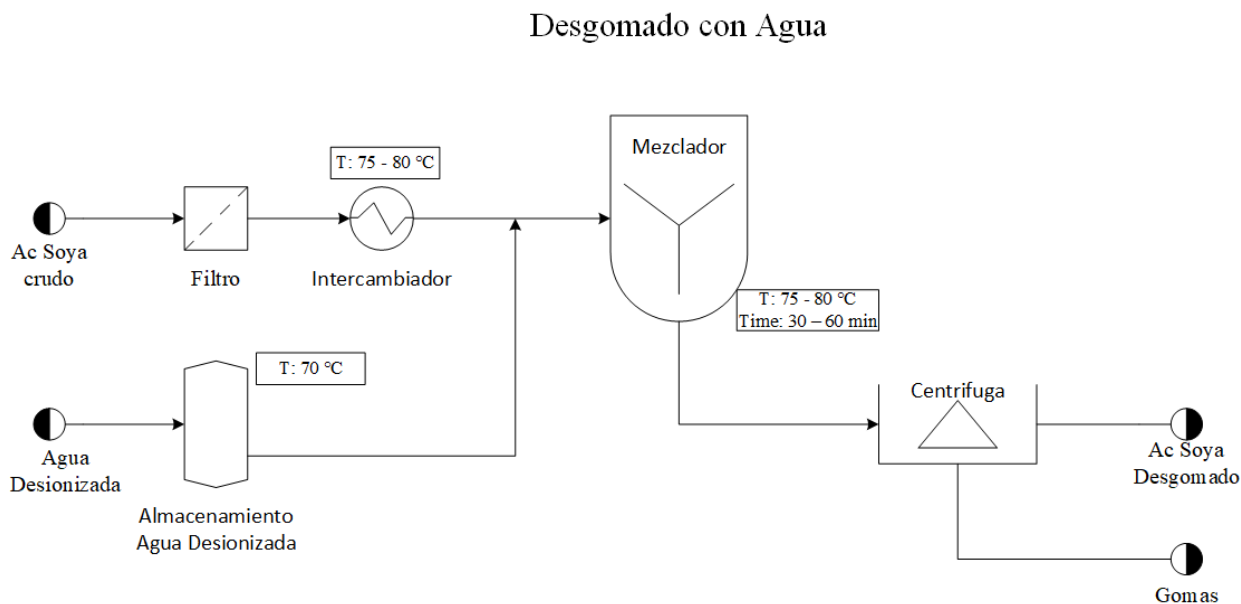 Desgomado con Agua
Mezclador
T: 75 - 80 °C
Ac Soya
crudo
Filtro
Intercambiador
T: 75 - 80 °C
Time: 30 – 60 min
T: 70 °C
Centrifuga
Agua
Desionizada
Ac Soya
Desgomado
Almacenamiento
Agua Desionizada
Gomas